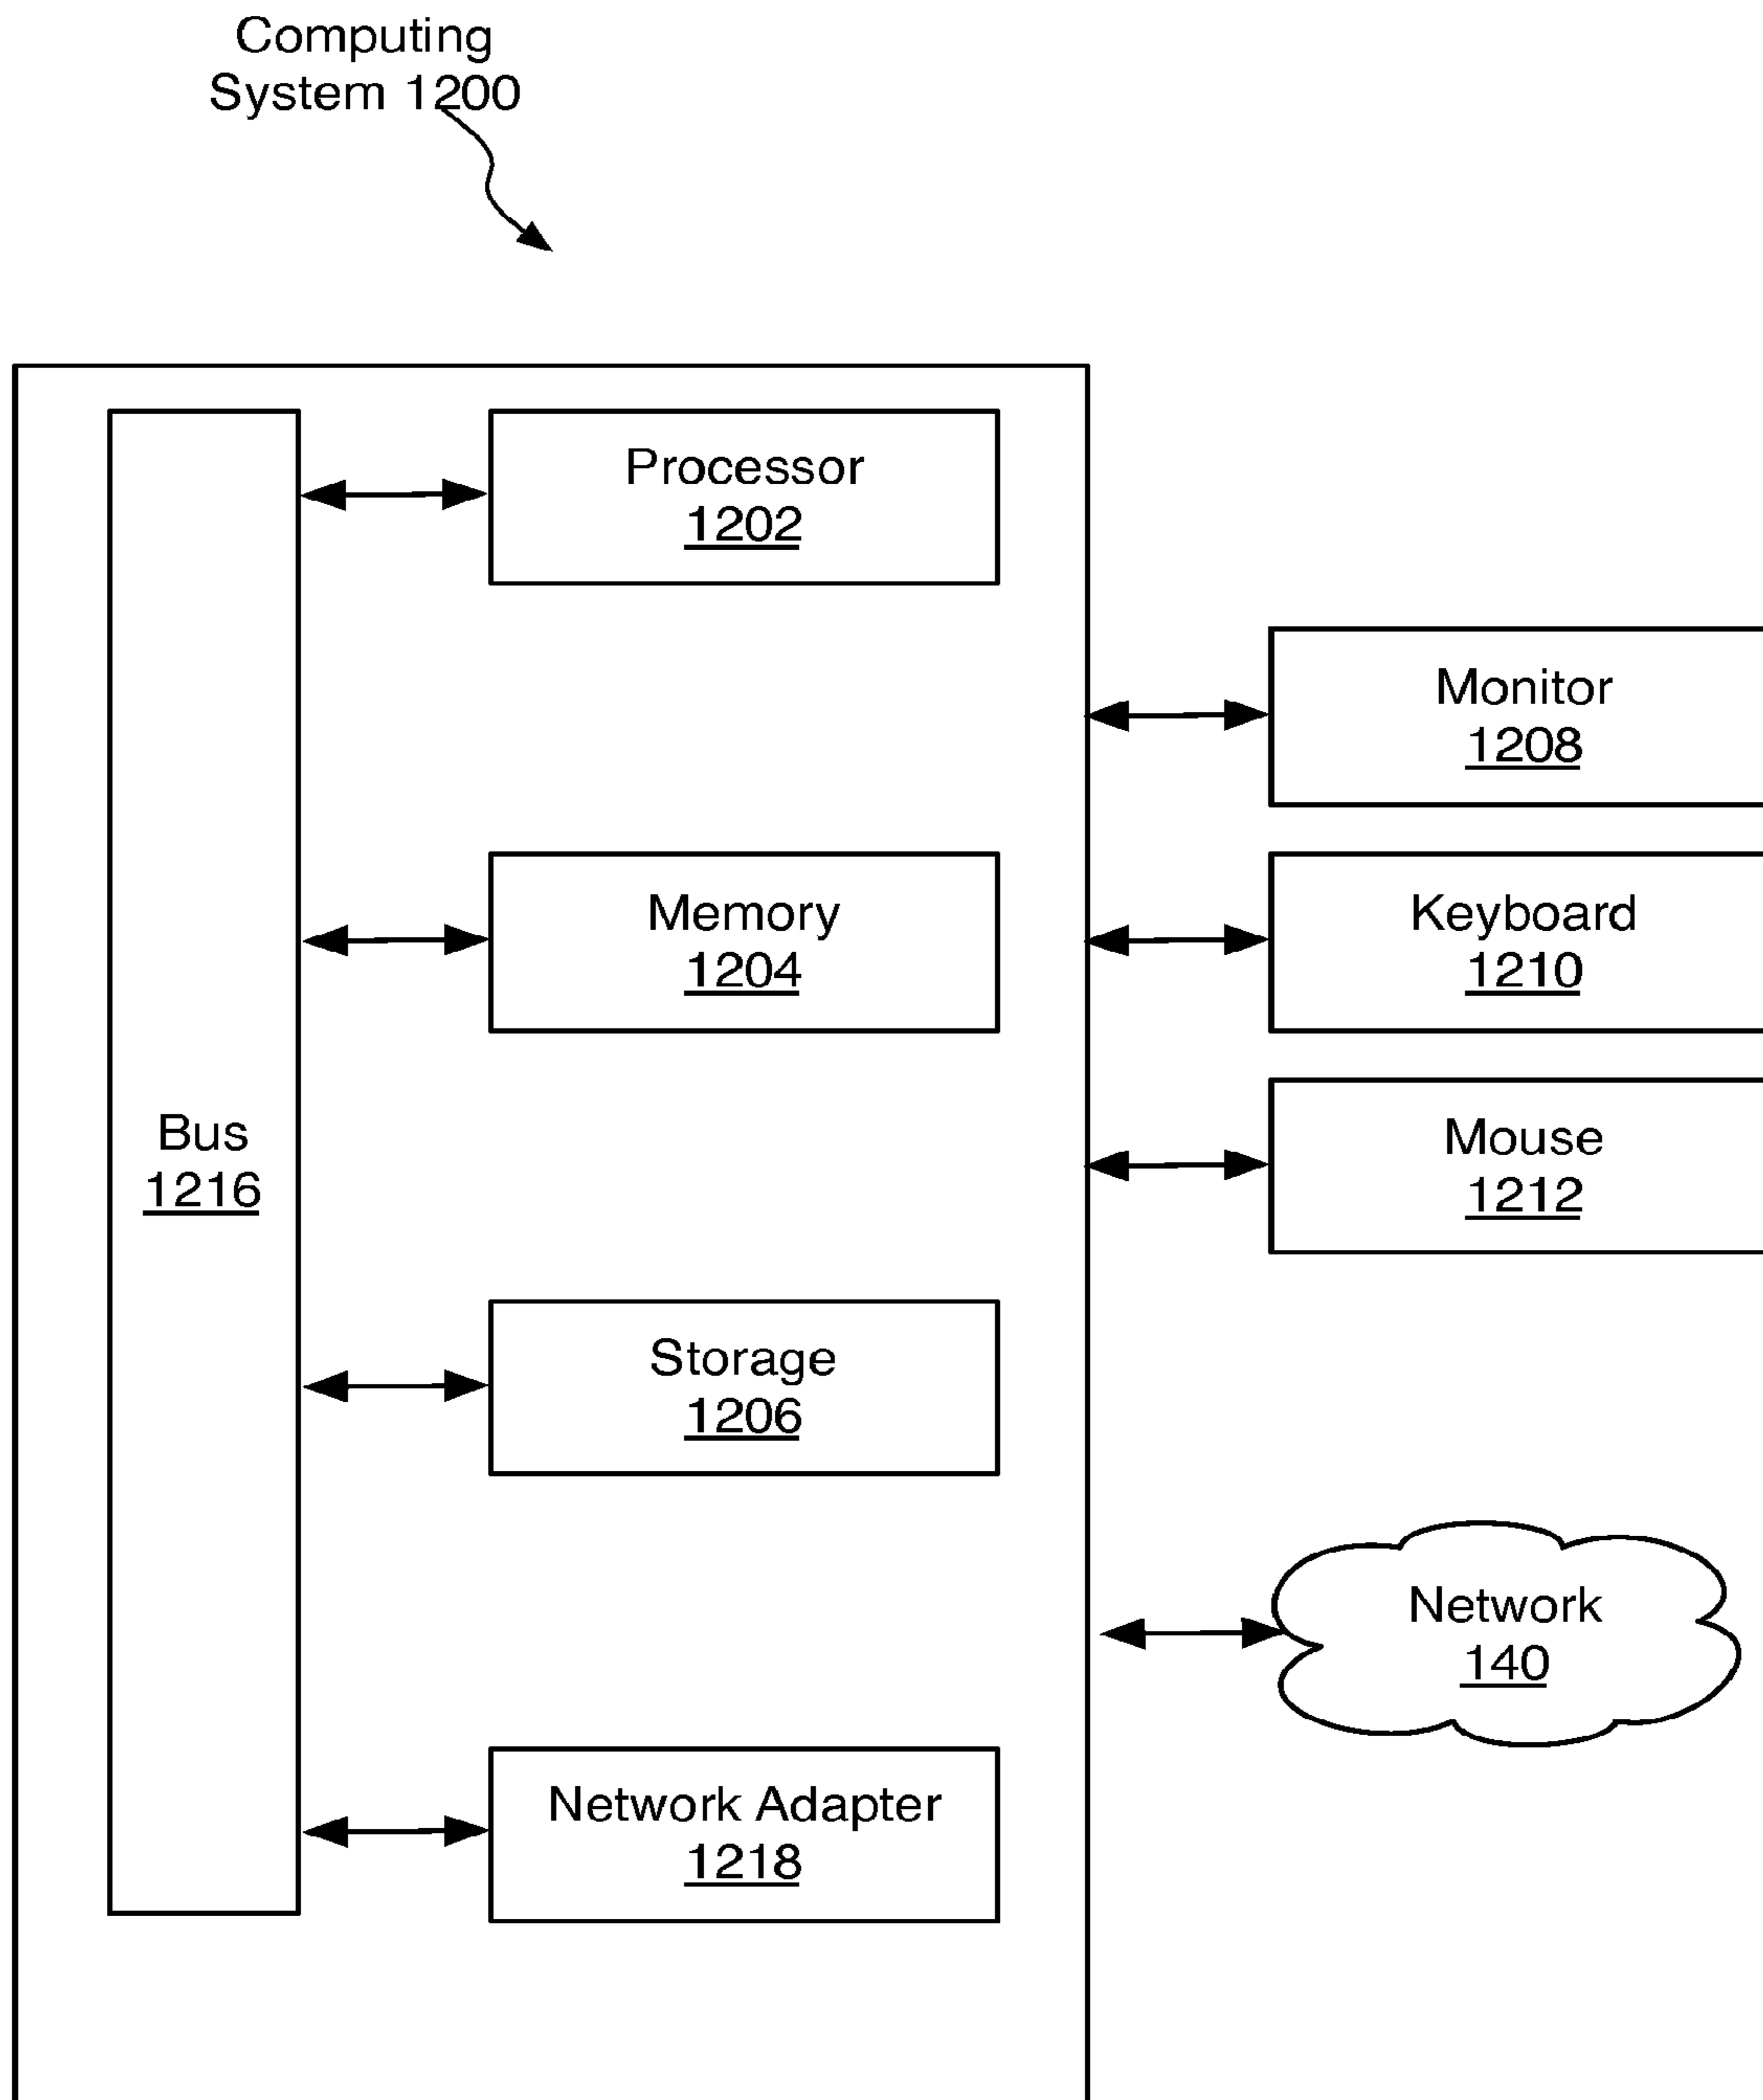 Computing
System 1200
Processor
1202
Monitor
1208
Memory
1204
Keyboard
1210
Bus
1216
Mouse
1212
Storage
1206
Network
140
Network Adapter
1218